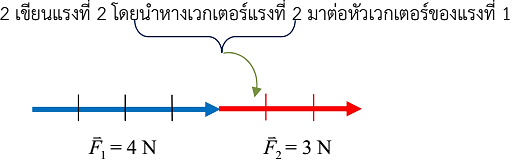 2 เขียนแรงที่ 2 โดยนำหางเวกเตอร์แรงที่ 2 มาต่อหัวเวกเตอร์ของแรงที่ 1
F⃗₁ = 4 N F⃗₂ = 3 N